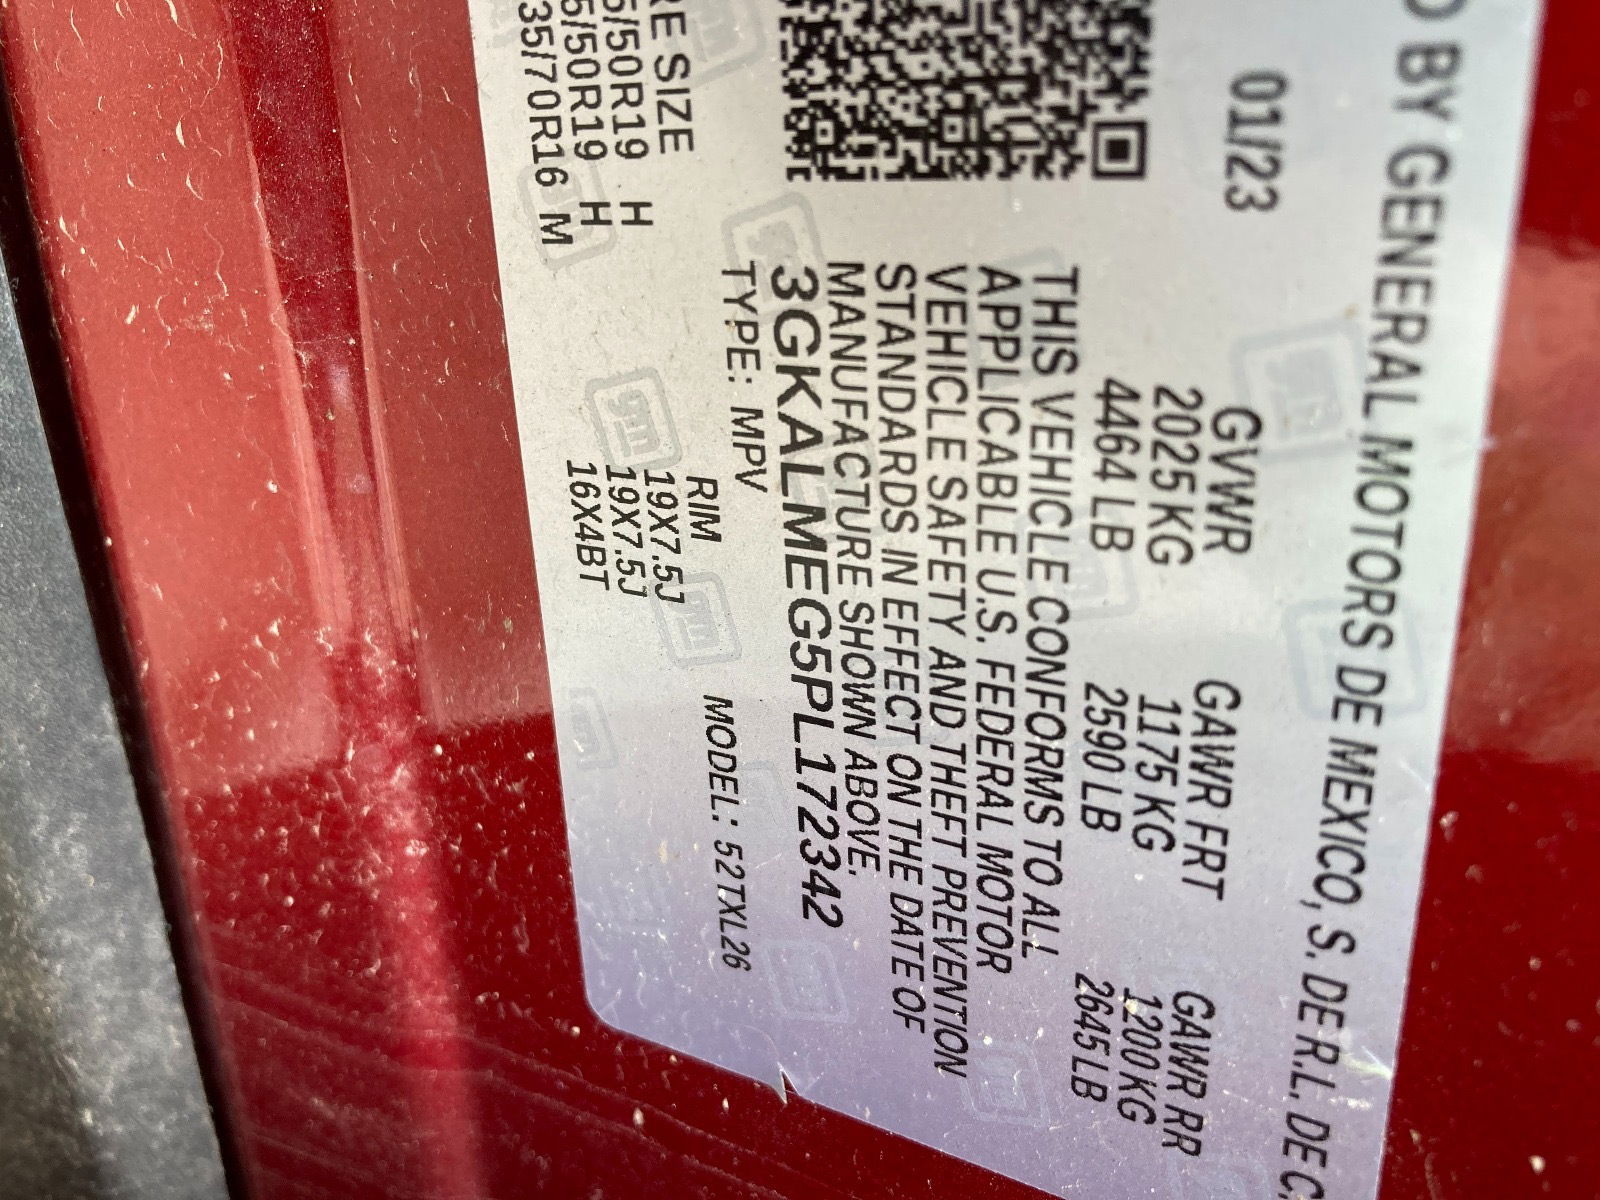 D BY GENERAL MOTORS DE MEXICO, S. DE R.L. DE C.
01/23
GVWR GAWR FRT GAWR RR
2025 KG 1175 KG 1200 KG
4464 LB 2590 LB 2645 LB
THIS VEHICLE CONFORMS TO ALL
APPLICABLE U.S. FEDERAL MOTOR
VEHICLE SAFETY AND THEFT PREVENTION
STANDARDS IN EFFECT ON THE DATE OF
MANUFACTURE SHOWN ABOVE.
3GKALMEG5PL172342
TYPE: MPV MODEL: 52TXL26
RE SIZE RIM
5/50R19 H 19X7.5J
5/50R19 H 19X7.5J
35/70R16 M 16X4BT
gm
gm